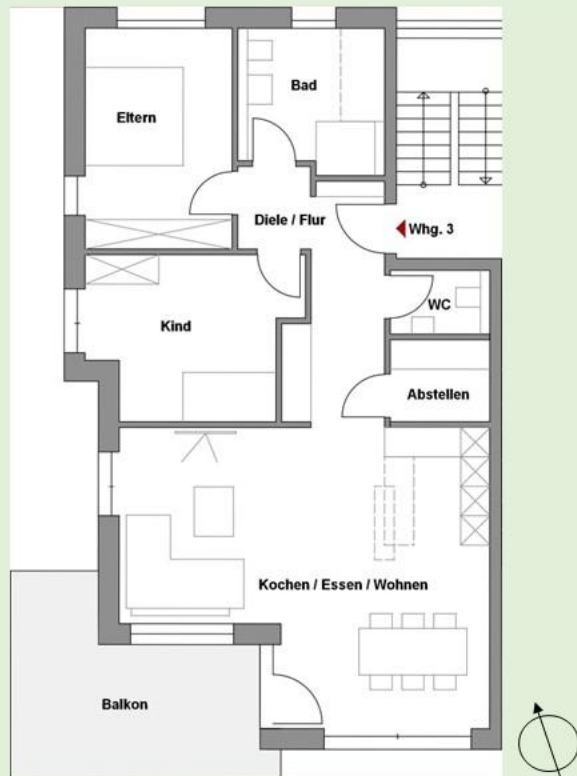 Bad
Eltern
Diele / Flur
Whg. 3
WC
Kind
Abstellen
Kochen / Essen / Wohnen
Balkon